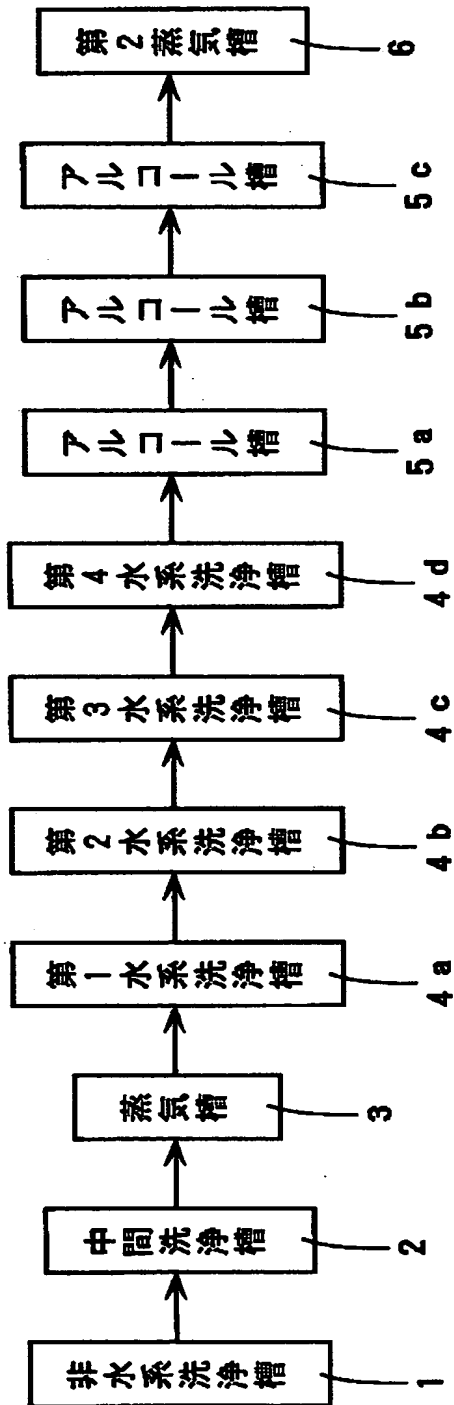 非水系洗浄槽
1
中間洗浄槽
2
蒸気槽
3
第1水系洗浄槽
4a
第2水系洗浄槽
4b
第3水系洗浄槽
4c
第4水系洗浄槽
4d
アルコール槽
5a
アルコール槽
5b
アルコール槽
5c
第2蒸気槽
6